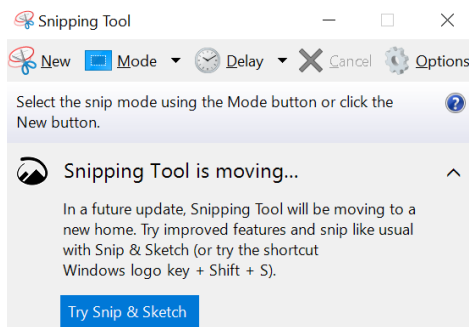 Snipping Tool
New Mode Delay Cancel Options
Select the snip mode using the Mode button or click the
New button.
Snipping Tool is moving...
In a future update, Snipping Tool will be moving to a
new home. Try improved features and snip like usual
with Snip & Sketch (or try the shortcut
Windows logo key + Shift + S).
Try Snip & Sketch